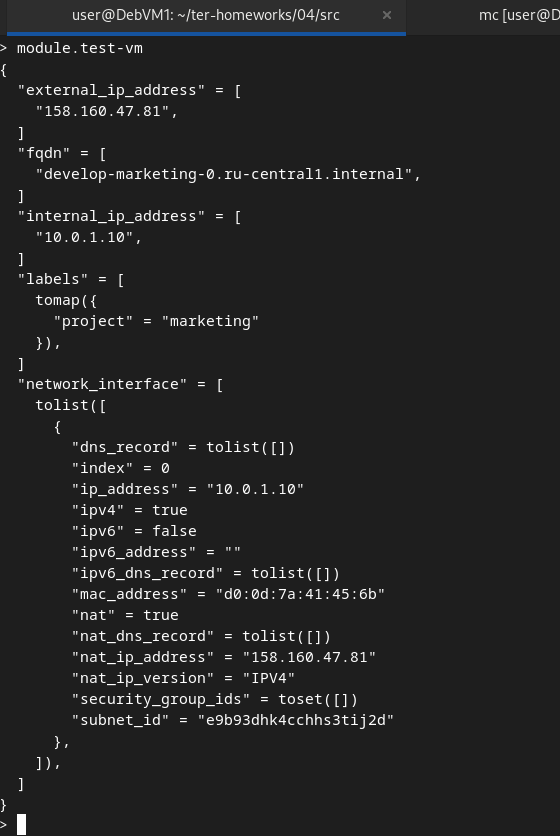 user@DebVM1: ~/ter-homeworks/04/src × mc [user@D
> module.test-vm
{
  "external_ip_address" = [
    "158.160.47.81",
  ]
  "fqdn" = [
    "develop-marketing-0.ru-central1.internal",
  ]
  "internal_ip_address" = [
    "10.0.1.10",
  ]
  "labels" = [
    tomap({
      "project" = "marketing"
    }),
  ]
  "network_interface" = [
    tolist([
      {
        "dns_record" = tolist([])
        "index" = 0
        "ip_address" = "10.0.1.10"
        "ipv4" = true
        "ipv6" = false
        "ipv6_address" = ""
        "ipv6_dns_record" = tolist([])
        "mac_address" = "d0:0d:7a:41:45:6b"
        "nat" = true
        "nat_dns_record" = tolist([])
        "nat_ip_address" = "158.160.47.81"
        "nat_ip_version" = "IPV4"
        "security_group_ids" = toset([])
        "subnet_id" = "e9b93dhk4cchhs3tij2d"
      },
    ]),
  ]
}
>